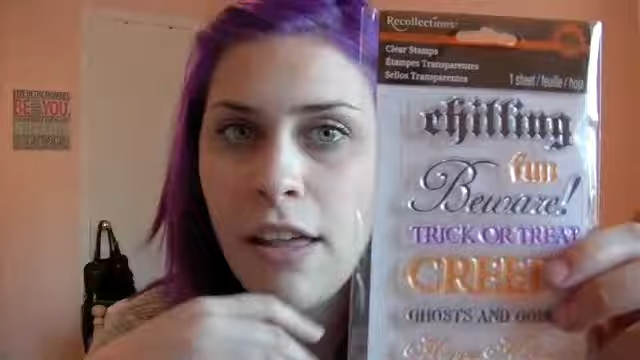 BE YOU.
Recollections
Clear Stamps
Étampes Transparentes
Sellos Transparentes
1 sheet / feuille / hoja
chilling
fun
Beware!
TRICK OR TREAT
GHOSTS AND